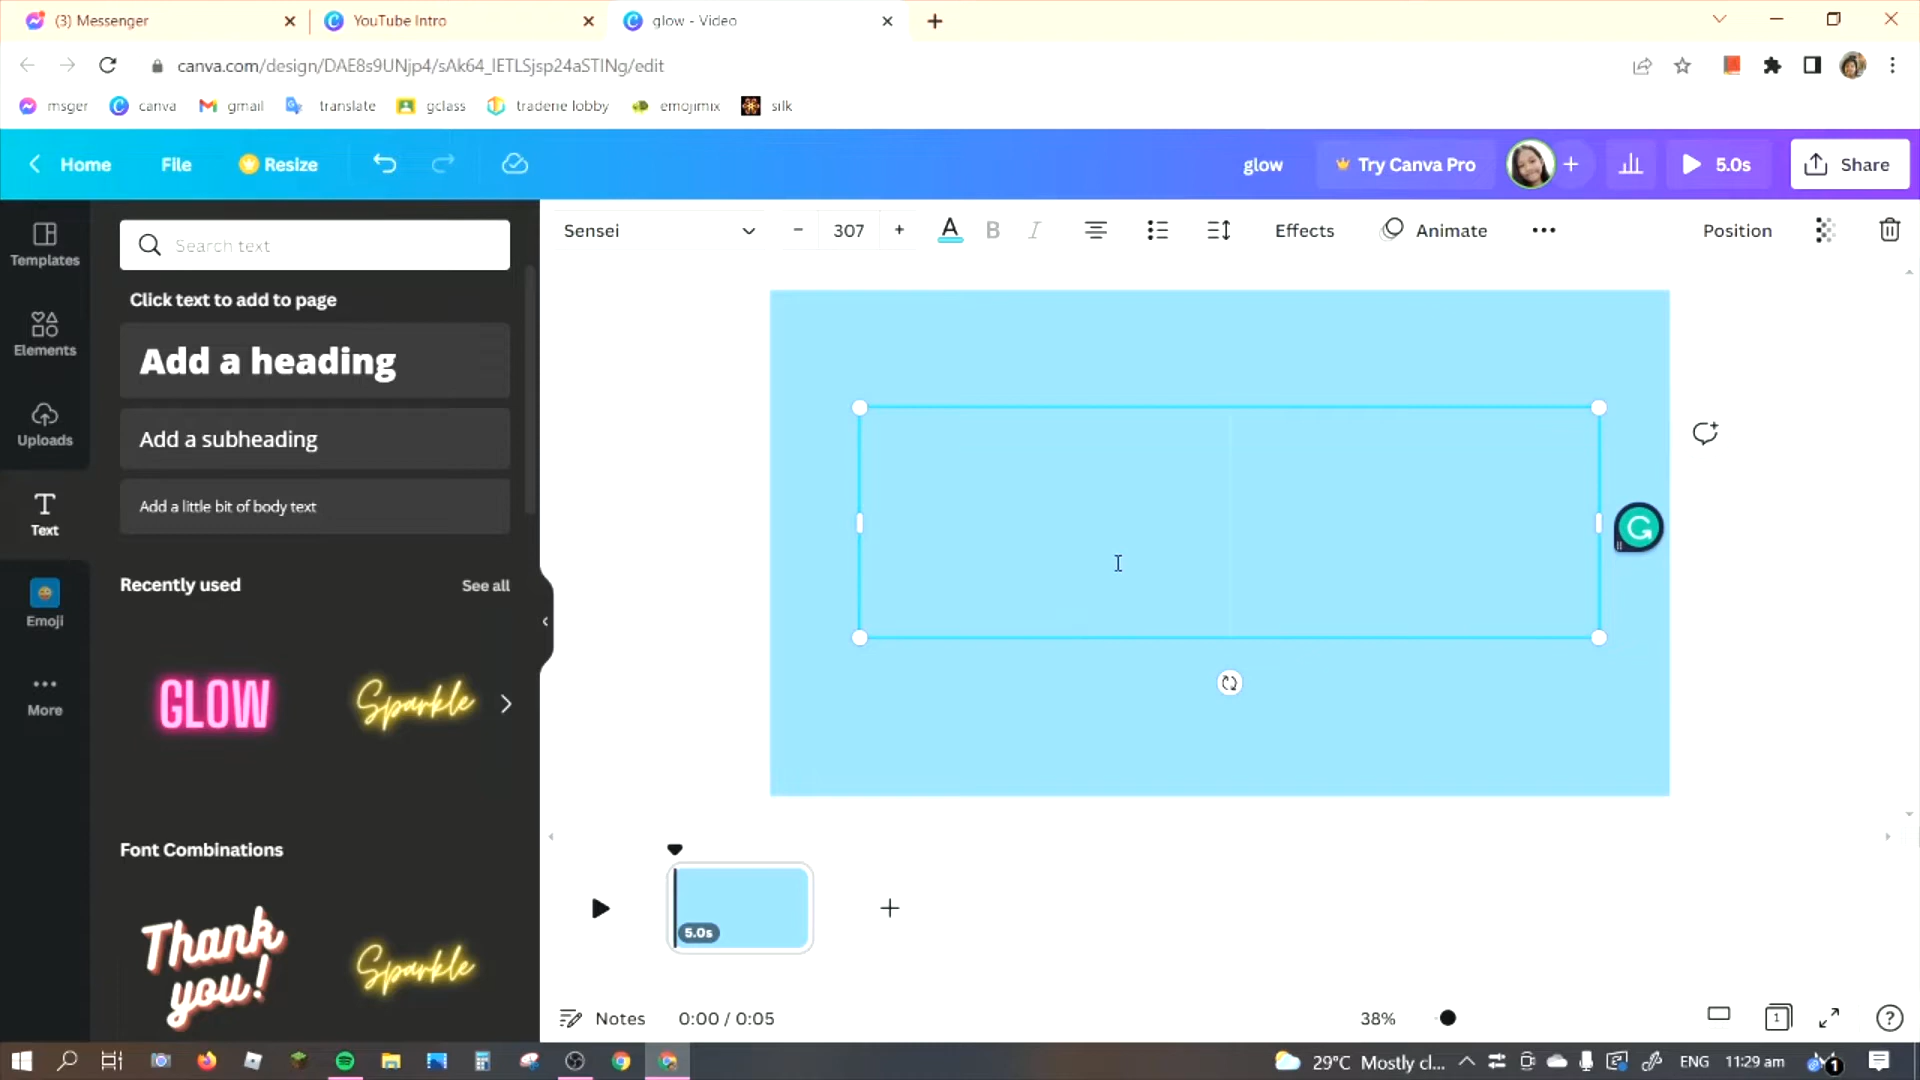 (3) Messenger
YouTube Intro
glow - Video
canva.com/design/DAE8s9UNjp4/sAk64_IETLSjsp24aSTINg/edit
msger
canva
gmail
translate
gclass
traderie lobby
emojimix
silk
Home
File
Resize
glow
Try Canva Pro
5.0s
Share
Templates
Elements
Uploads
Text
Emoji
More
Search text
Click text to add to page
Add a heading
Add a subheading
Add a little bit of body text
Recently used
See all
GLOW
Sparkle
Font Combinations
Thank
you!
Sparkle
Sensei
307
A
B
I
Effects
Animate
Position
5.0s
Notes
0:00 / 0:05
38%
1
29°C Mostly cl...
ENG
11:29 am
1